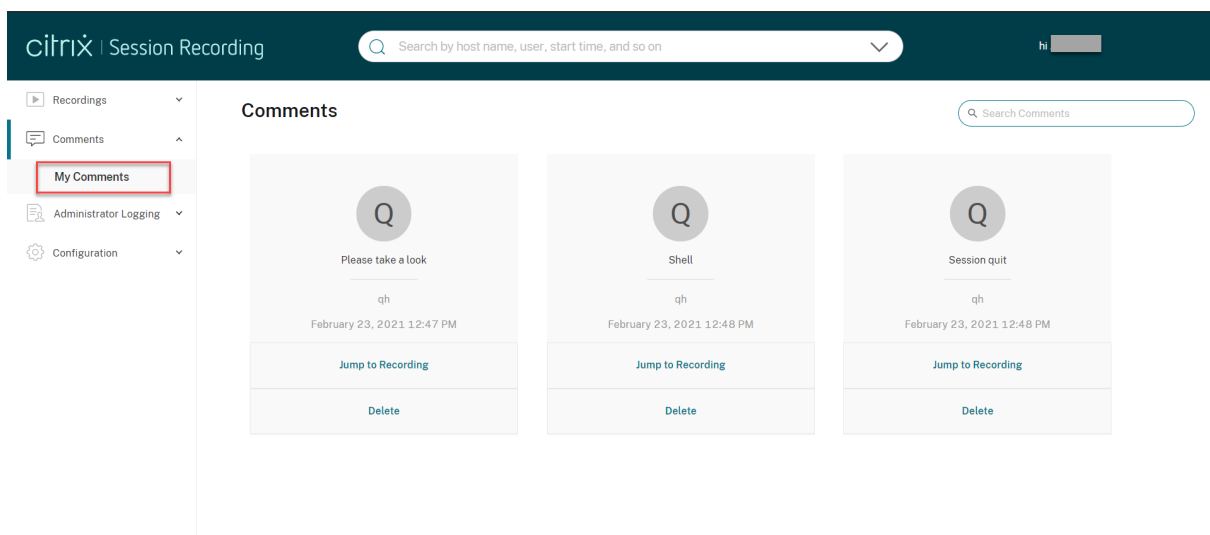 citrix | Session Recording
Search by host name, user, start time, and so on
hi
Recordings
Comments
My Comments
Administrator Logging
Configuration
Comments
Search Comments
Q
Please take a look
qh
February 23, 2021 12:47 PM
Jump to Recording
Delete
Q
Shell
qh
February 23, 2021 12:48 PM
Jump to Recording
Delete
Q
Session quit
qh
February 23, 2021 12:48 PM
Jump to Recording
Delete